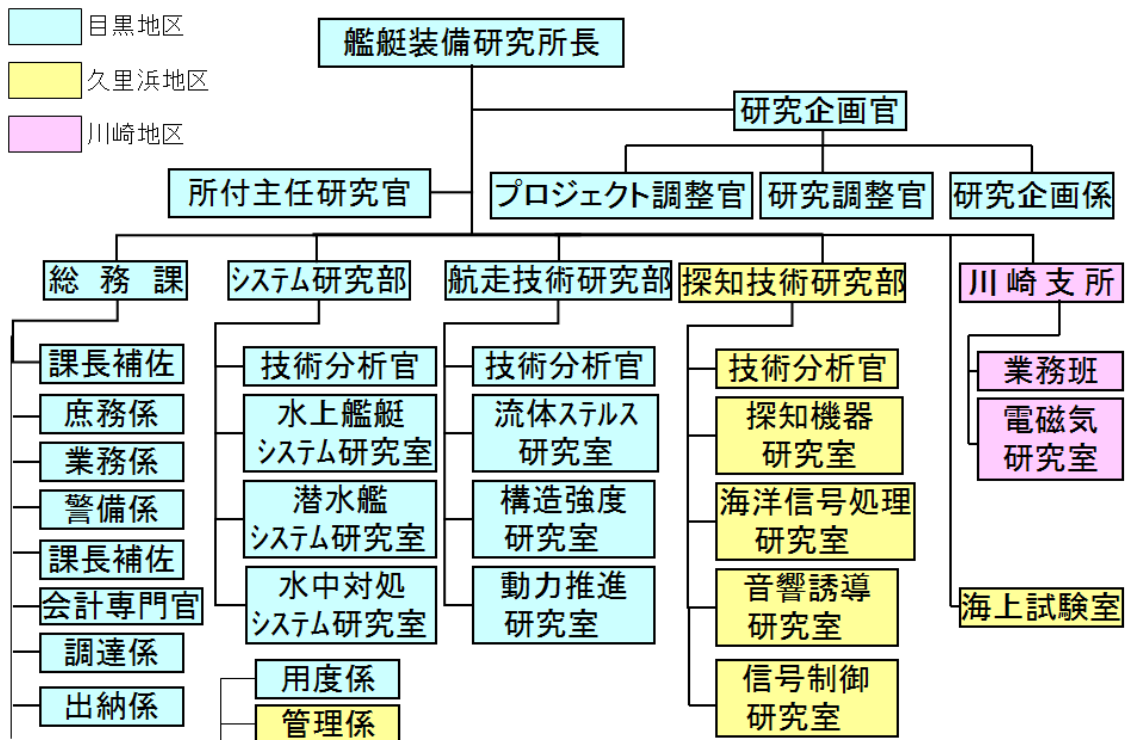 目黒地区
久里浜地区
川崎地区
艦艇装備研究所長
研究企画官
所付主任研究官
プロジェクト調整官
研究調整官
研究企画係
総務課
システム研究部
航走技術研究部
探知技術研究部
川崎支所
課長補佐
庶務係
業務係
警備係
課長補佐
会計専門官
調達係
出納係
技術分析官
水上艦艇
システム研究室
潜水艦
システム研究室
水中対処
システム研究室
用度係
管理係
技術分析官
流体ステルス
研究室
構造強度
研究室
動力推進
研究室
技術分析官
探知機器
研究室
海洋信号処理
研究室
音響誘導
研究室
信号制御
研究室
業務班
電磁気
研究室
海上試験室